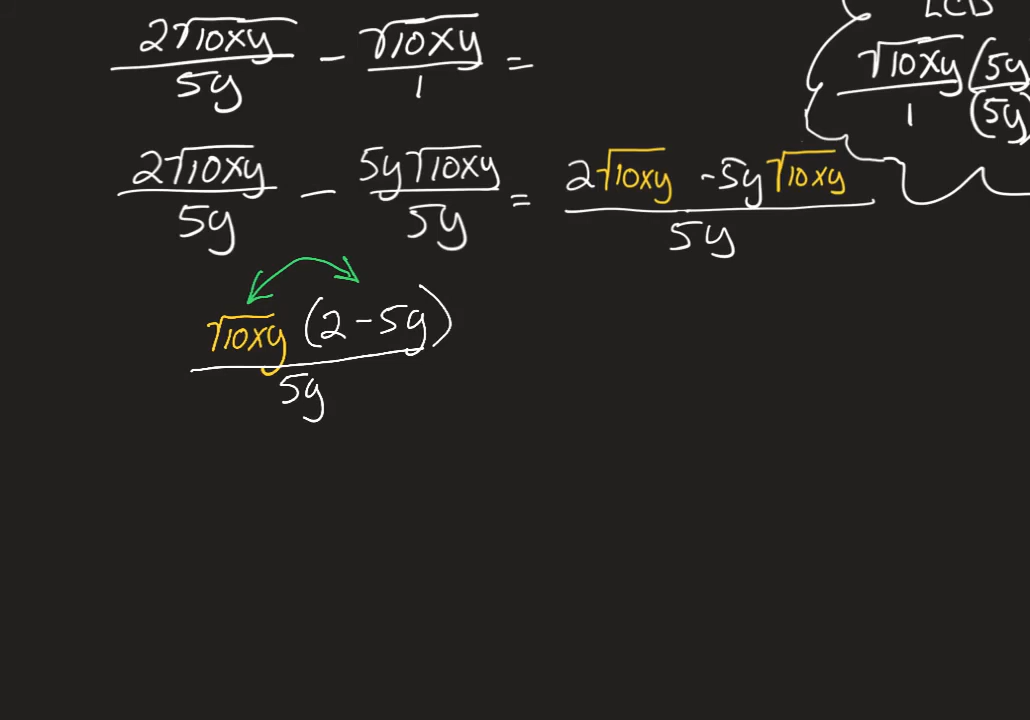 LCD
2√10xy / 5y − √10xy / 1 =
√10xy / 1 (5y / 5y)
2√10xy / 5y − 5y√10xy / 5y = 2√10xy - 5y√10xy / 5y
√10xy (2 − 5y) / 5y